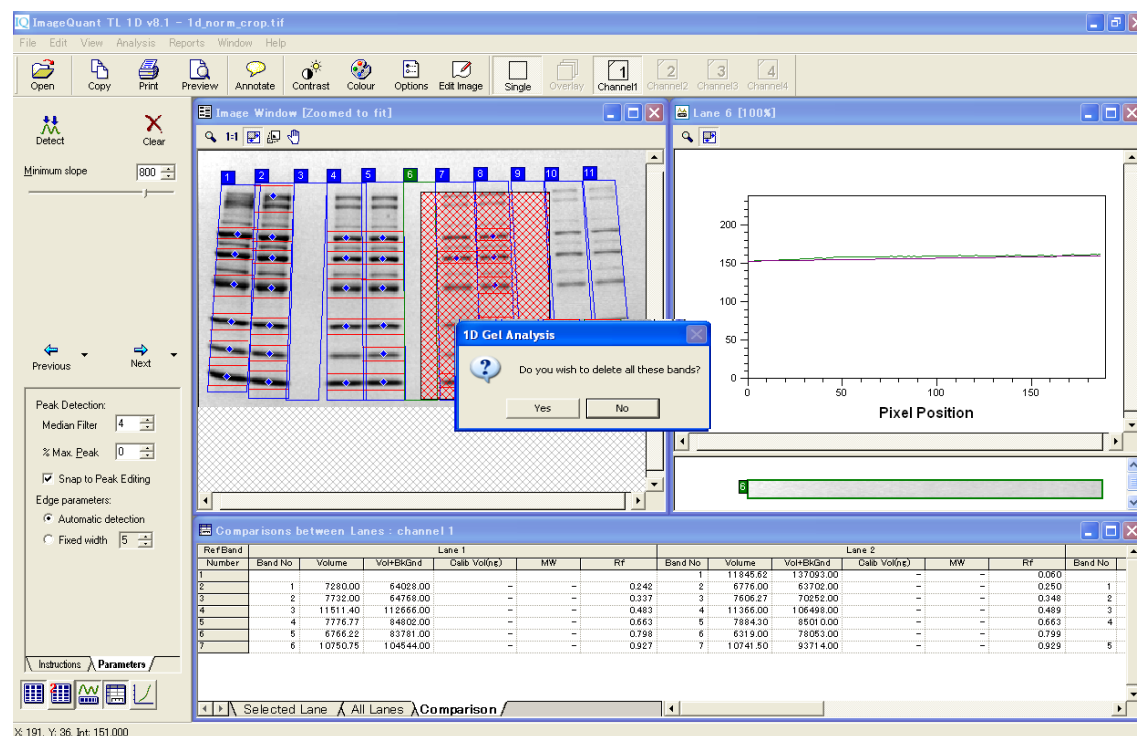 IQ ImageQuant TL 1D v8.1 - 1d_norm_crop.tif
File Edit View Analysis Reports Window Help
Open Copy Print Preview Annotate Contrast Colour Options Edit Image Single Overlay 1 Channel1 2 Channel2 3 Channel3 4 Channel4
Detect Clear
Minimum slope 800
Previous Next
Peak Detection:
Median Filter 4
% Max. Peak 0
Snap to Peak Editing
Edge parameters:
Automatic detection
Fixed width 5
Instructions Parameters
Image Window [Zoomed to fit]
1:1
1 2 3 4 5 6 7 8 9 10 11
Lane 6 [100%]
200
150
100
50
0
0 50 100 150
Pixel Position
6
1D Gel Analysis
Do you wish to delete all these bands?
Yes No
Comparisons between Lanes : channel 1
RefBand Lane 1 Lane 2
Number Band No Volume Vol+BkGnd Calib Vol(ng) MW Rf Band No Volume Vol+BkGnd Calib Vol(ng) MW Rf Band No
1 1 11845.62 137093.00 - - 0.060
2 1 7280.00 64028.00 - - 0.242 2 6776.00 63702.00 - - 0.250 1
3 2 7732.00 64768.00 - - 0.337 3 7606.27 70252.00 - - 0.348 2
4 3 11511.40 112666.00 - - 0.483 4 11366.00 106498.00 - - 0.489 3
5 4 7776.77 84802.00 - - 0.663 5 7884.30 85010.00 - - 0.663 4
6 5 6766.22 83781.00 - - 0.798 6 6319.00 78053.00 - - 0.799
7 6 10750.75 104544.00 - - 0.927 7 10741.50 93714.00 - - 0.929 5
Selected Lane All Lanes Comparison
X: 191, Y: 36, Int: 151.000